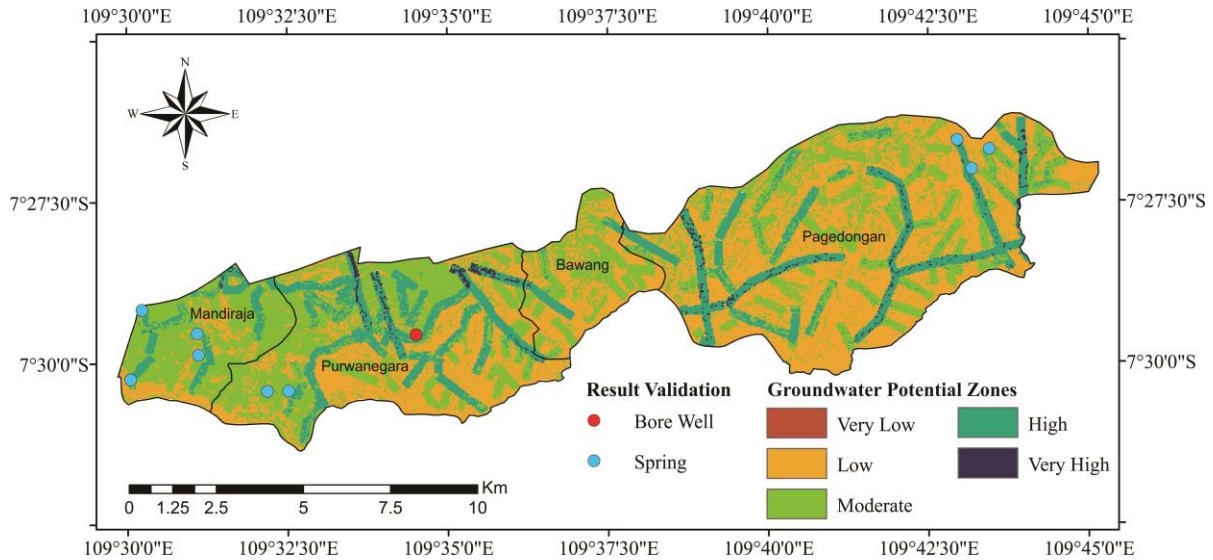 109°30'0"E 109°32'30"E 109°35'0"E 109°37'30"E 109°40'0"E 109°42'30"E 109°45'0"E
N
W E
S
7°27'30"S 7°27'30"S
Pagedongan
Bawang
Mandiraja
Purwanegara
7°30'0"S 7°30'0"S
Result Validation Groundwater Potential Zones
Bore Well Very Low High
Spring Low Very High
Moderate
Km
0 1.25 2.5 5 7.5 10
109°30'0"E 109°32'30"E 109°35'0"E 109°37'30"E 109°40'0"E 109°42'30"E 109°45'0"E